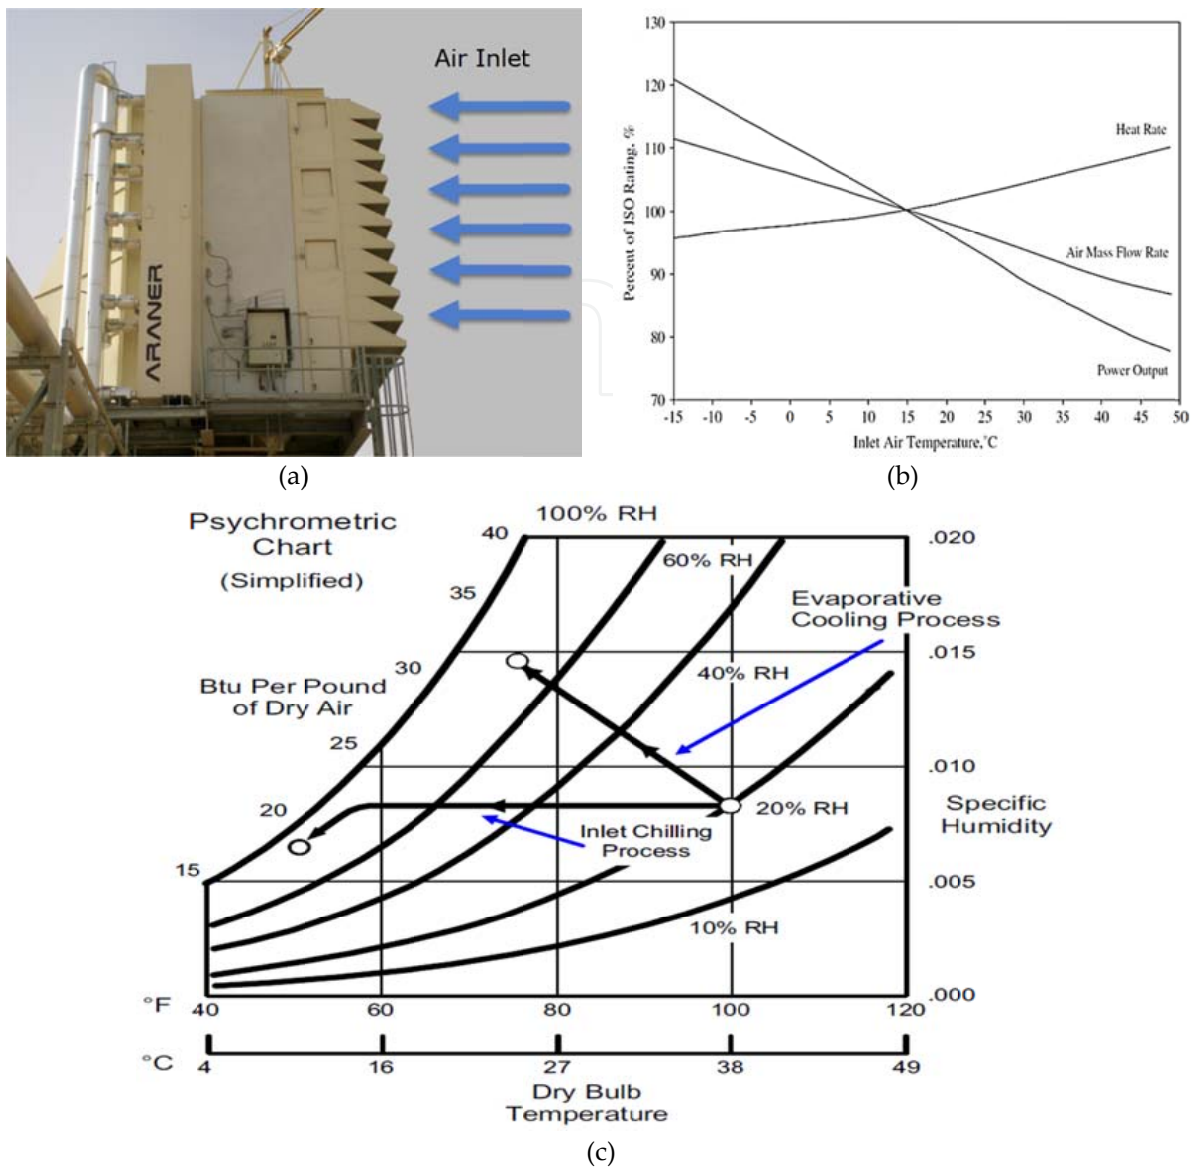 Air Inlet
ARANER
(a)
130
120
110
100
90
80
70
Percent of ISO Rating, %
Heat Rate
Air Mass Flow Rate
Power Output
-15 -10 -5 0 5 10 15 20 25 30 35 40 45 50
Inlet Air Temperature,°C
(b)
Psychrometric
Chart
(Simplified)
40
100% RH
.020
60% RH
35
Evaporative
Cooling Process
.015
30
40% RH
Btu Per Pound
of Dry Air
25
.010
20
20% RH
Specific
Humidity
Inlet Chilling
Process
15
.005
10% RH
.000
°F
40 60 80 100 120
°C
4 16 27 38 49
Dry Bulb
Temperature
(c)